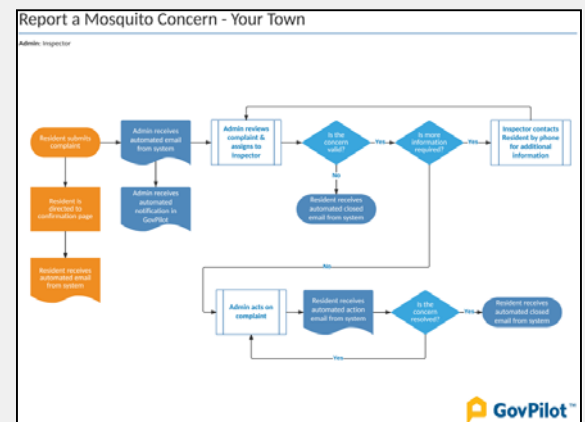 Report a Mosquito Concern - Your Town
Admin: Inspector
Resident submits
complaint
Admin receives
automated email
from system
Admin reviews
complaint &
assigns to
Inspector
Is the
concern
valid?
Yes
Is more
information
required?
Yes
Inspector contacts
Resident by phone
for additional
information
No
Resident is
directed to
confirmation page
Admin receives
automated
notification in
GovPilot
Resident receives
automated closed
email from system
Resident receives
automated email
from system
No
Admin acts on
complaint
Resident receives
automated action
email from system
Is the
concern
resolved?
Yes
Resident receives
automated closed
email from system
Yes
GovPilot™